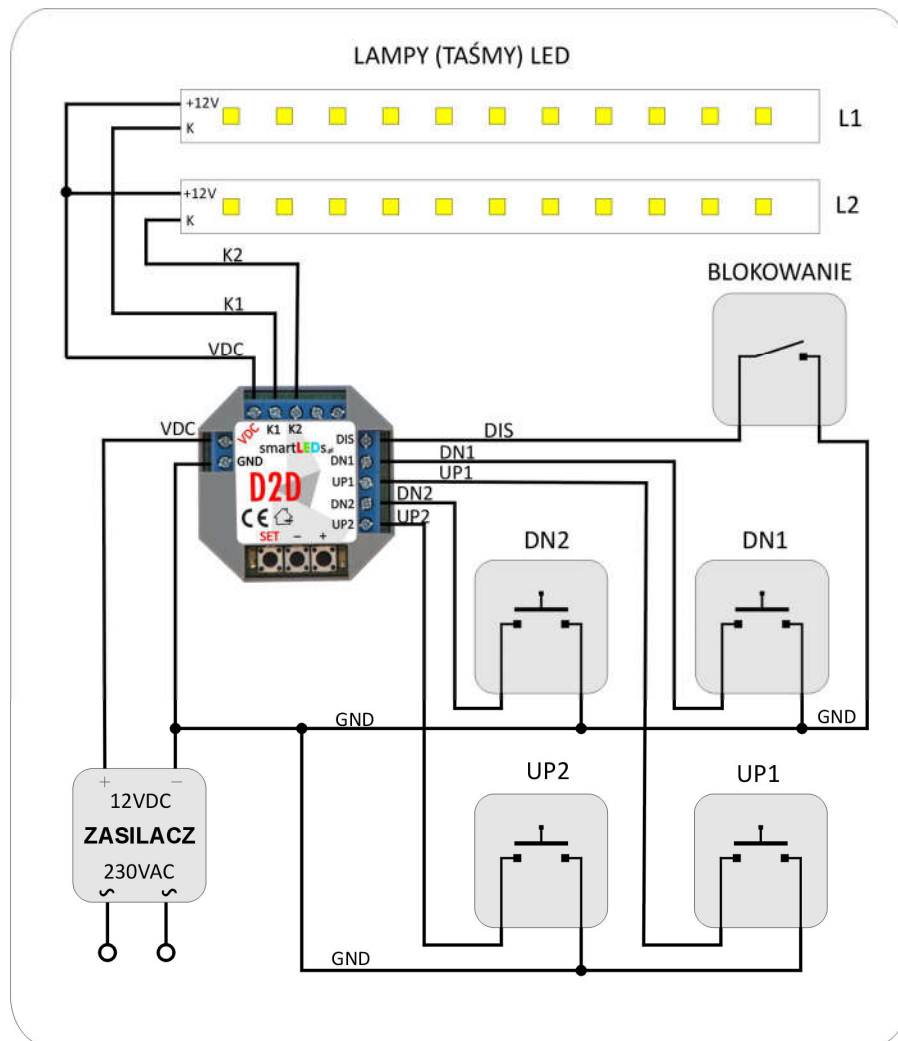 LAMPY (TAŚMY) LED
+12V
K
L1
+12V
K
L2
K2
BLOKOWANIE
K1
VDC
VDC
VDC K1 K2
DIS
DIS
smartLEDs.pl
GND
DN1
DN1
UP1
UP1
D2D
DN2
DN2
CE
UP2
UP2
SET - +
DN2
DN1
GND
GND
+ −
12VDC
ZASILACZ
230VAC
~ ~
UP2
UP1
GND